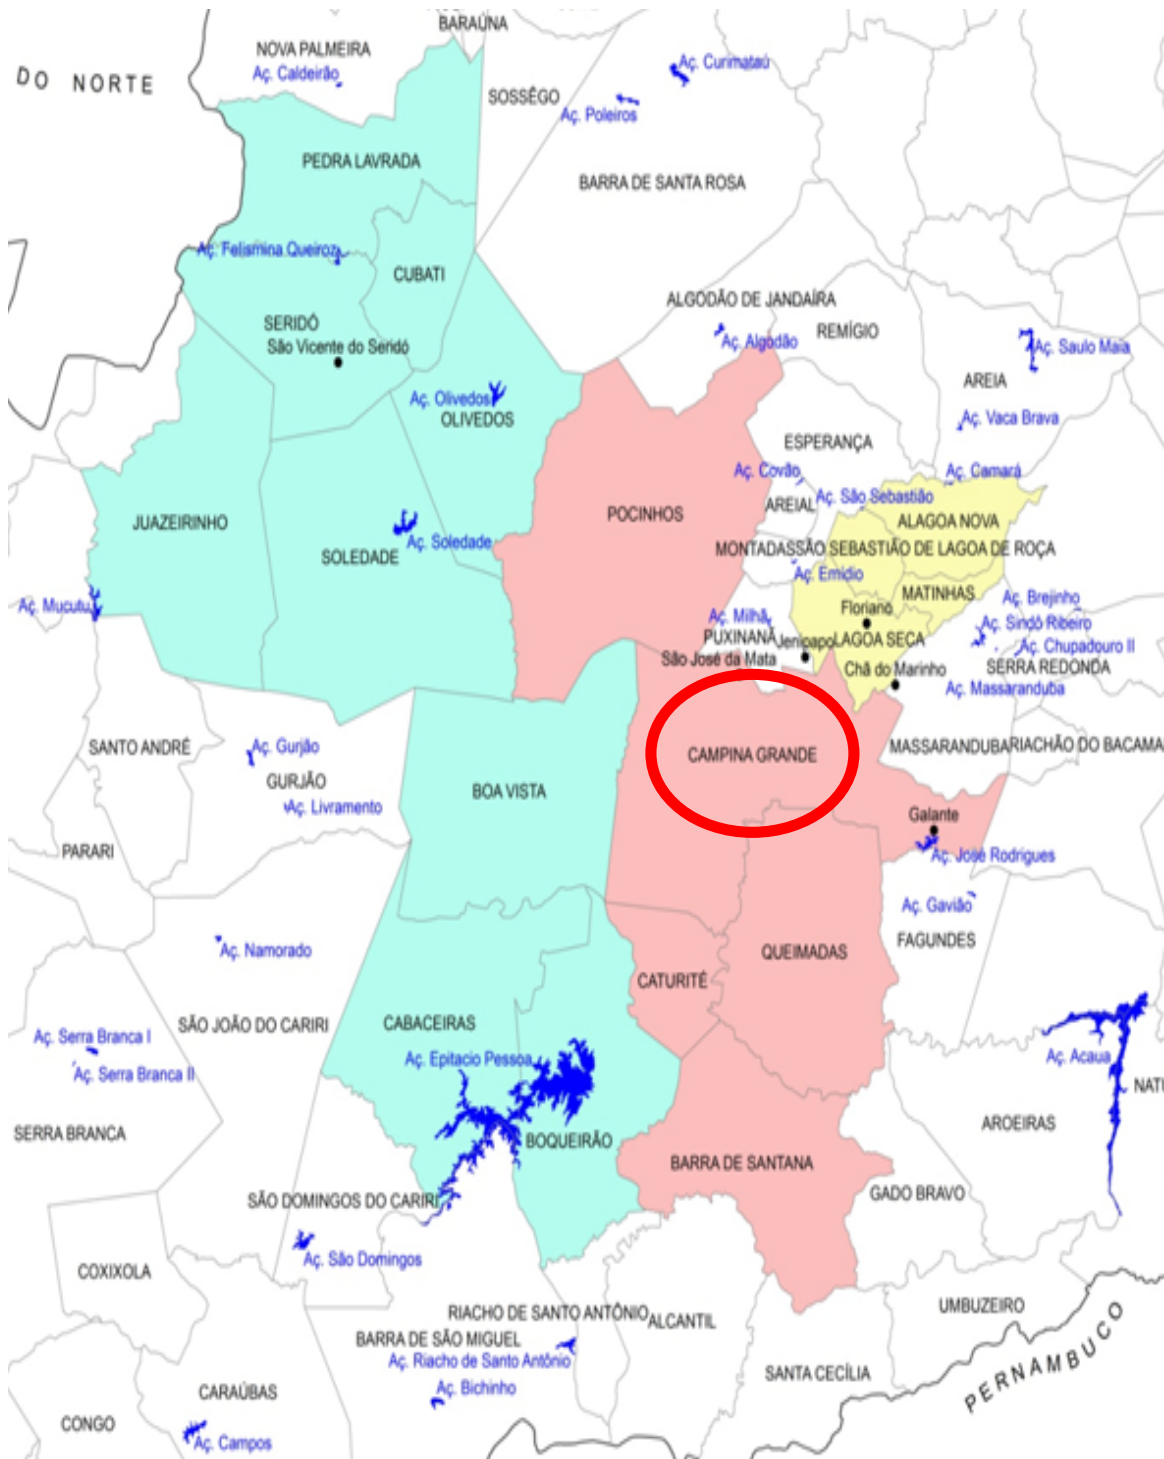 BARAÚNA
NOVA PALMEIRA
Aç. Caldeirão
DO NORTE
SOSSÊGO
Aç. Curimataú
Aç. Poleiros
PEDRA LAVRADA
BARRA DE SANTA ROSA
Aç. Felismina Queiroz
CUBATI
SERIDÓ
São Vicente do Seridó
ALGODÃO DE JANDAÍRA
REMÍGIO
Aç. Algodão
Aç. Saulo Maia
AREIA
Aç. Olivedos
OLIVEDOS
Aç. Vaca Brava
ESPERANÇA
Aç. Covão
Aç. Camará
Aç. São Sebastião
AREIAL
JUAZEIRINHO
POCINHOS
ALAGOA NOVA
SOLEDADE
Aç. Soledade
MONTADAS
SÃO SEBASTIÃO DE LAGOA DE ROÇA
Aç. Emidio
MATINHAS
Aç. Mucutu
Aç. Brejinho
Floriano
Aç. Milhã
Aç. Sindô Ribeiro
PUXINANÃ
Jenipapo
LAGOA SECA
Aç. Chupadouro II
São José da Mata
Chã do Marinho
SERRA REDONDA
Aç. Massaranduba
SANTO ANDRÉ
Aç. Gurjão
GURJÃO
CAMPINA GRANDE
MASSARANDUBA
RIACHÃO DO BACAMA
BOA VISTA
Aç. Livramento
Galante
PARARI
Aç. José Rodrigues
Aç. Gavião
FAGUNDES
Aç. Namorado
QUEIMADAS
CATURITÉ
SÃO JOÃO DO CARIRI
CABACEIRAS
Aç. Serra Branca I
Aç. Epitacio Pessoa
Aç. Acaua
Aç. Serra Branca II
NATU
SERRA BRANCA
BOQUEIRÃO
AROEIRAS
BARRA DE SANTANA
GADO BRAVO
SÃO DOMINGOS DO CARIRI
Aç. São Domingos
COXIXOLA
RIACHO DE SANTO ANTÔNIO
ALCANTIL
UMBUZEIRO
BARRA DE SÃO MIGUEL
Aç. Riacho de Santo Antônio
SANTA CECÍLIA
PERNAMBUCO
Aç. Bichinho
CARAÚBAS
CONGO
Aç. Campos